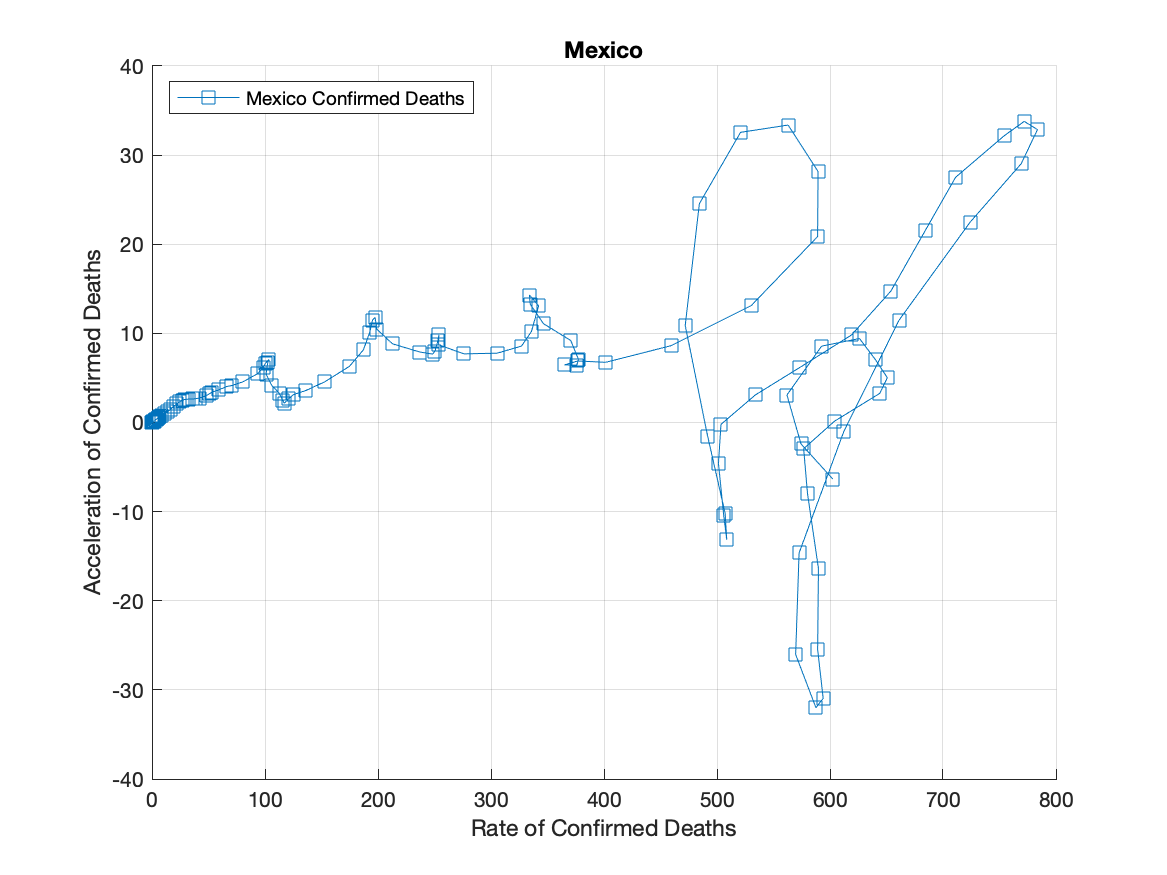 Mexico
Mexico Confirmed Deaths
40
30
20
10
0
-10
-20
-30
-40
Acceleration of Confirmed Deaths
0 100 200 300 400 500 600 700 800
Rate of Confirmed Deaths